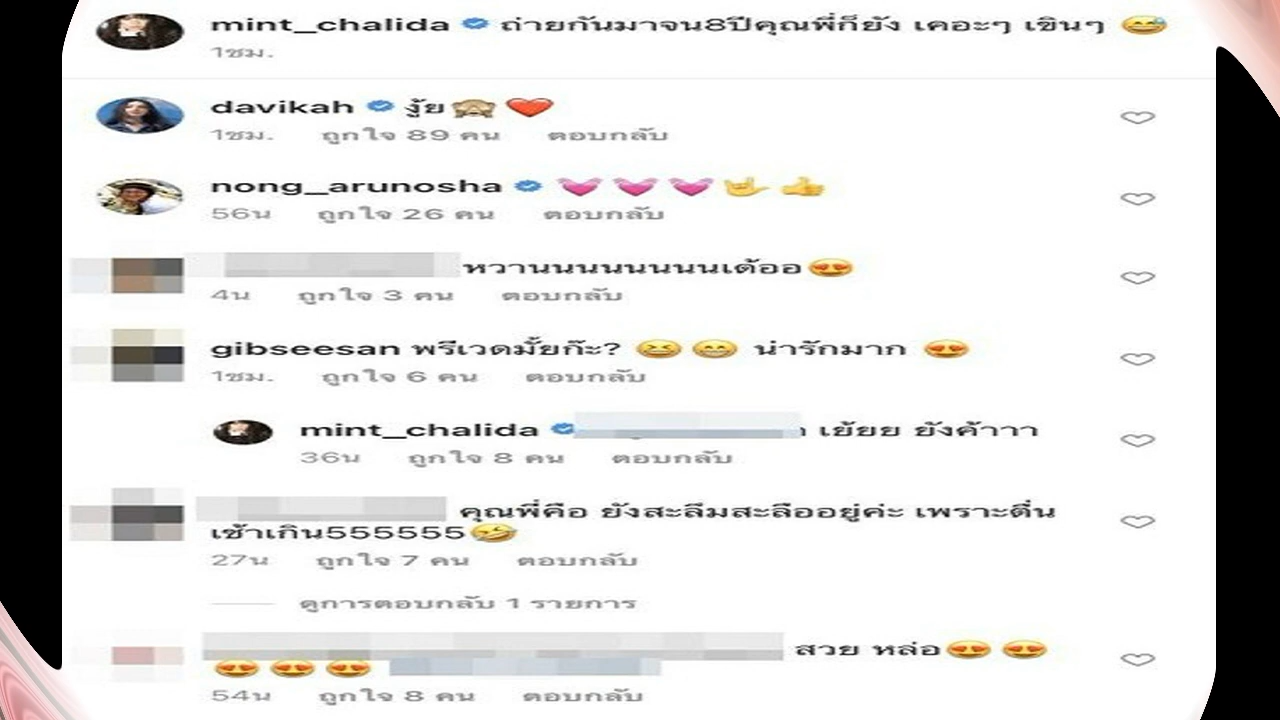 mint_chalida ถ่ายกันมาจน8ปีคุณพี่ก็ยัง เคอะๆ เขินๆ 😅
1ชม.
davikah งู้ย🙈 ❤️
1ชม. ถูกใจ 89 คน ตอบกลับ
nong_arunosha 💓 💓 💓 🤟 👍
56น ถูกใจ 26 คน ตอบกลับ
หวานนนนนนนนเด้ออ😍
4น ถูกใจ 3 คน ตอบกลับ
gibseesan พรีเวดมั้ยก๊ะ? 😆 😁 น่ารักมาก 😍
1ชม. ถูกใจ 6 คน ตอบกลับ
mint_chalida เย้ยย ยังค้าาา
36น ถูกใจ 8 คน ตอบกลับ
คุณพี่คือ ยังสะลึมสะลืออยู่ค่ะ เพราะตื่น
เช้าเกิน555555🤣
27น ถูกใจ 7 คน ตอบกลับ
ดูการตอบกลับ 1 รายการ
สวย หล่อ😍 😍
😍 😍 😍
54น ถูกใจ 8 คน ตอบกลับ